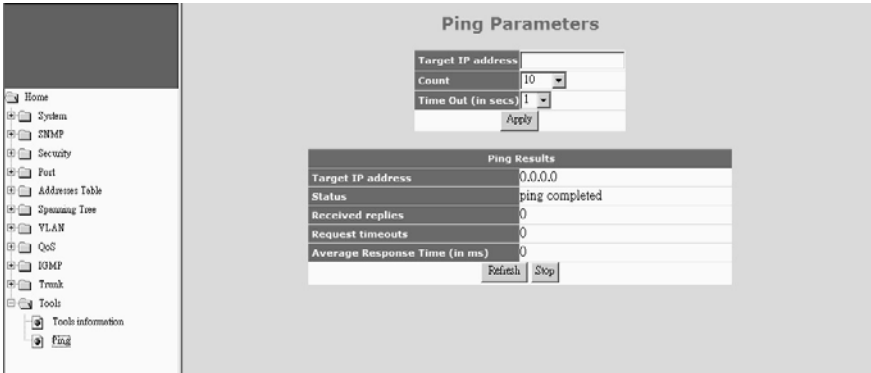 Home
System
SNMP
Security
Port
Addresses Table
Spanning Tree
VLAN
QoS
IGMP
Trunk
Tools
Tools information
Ping
Ping Parameters
Target IP address
Count 10
Time Out (in secs) 1
Apply
Ping Results
Target IP address 0.0.0.0
Status ping completed
Received replies 0
Request timeouts 0
Average Response Time (in ms) 0
Refresh Stop